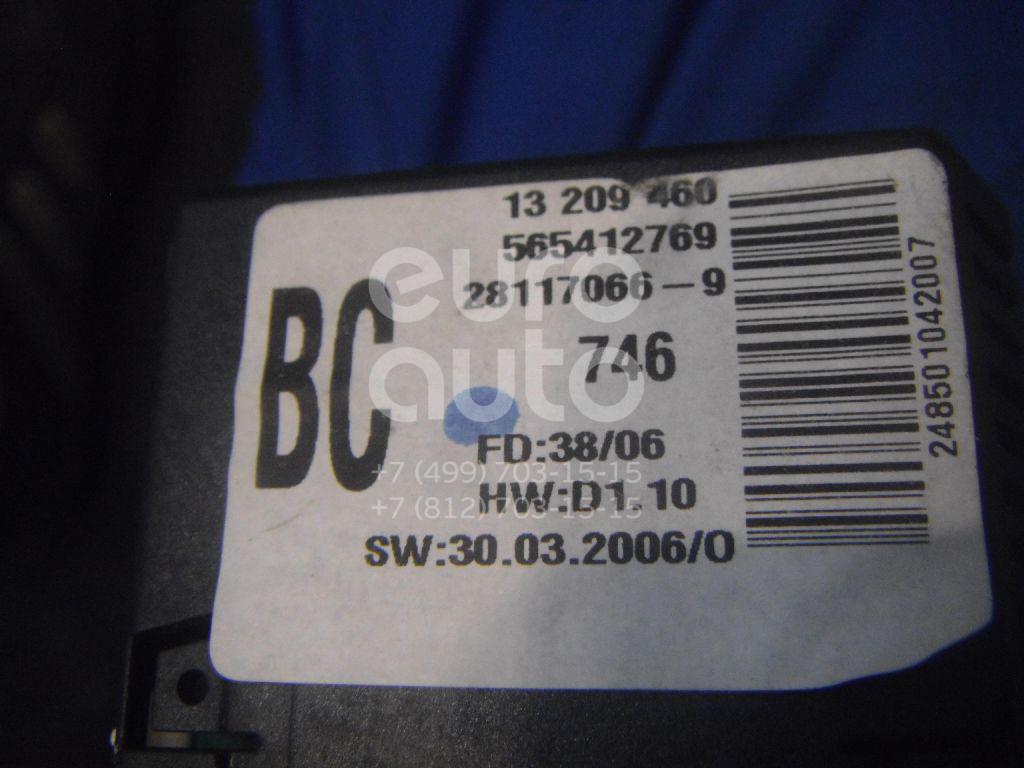 13 209 460
565412769
28117066-9
BC
746
FD:38/06
HW:D1.10
SW:30.03.2006/O
248501042007
euro
auto
+7 (499) 703-15-15
+7 (812) 703-15-15